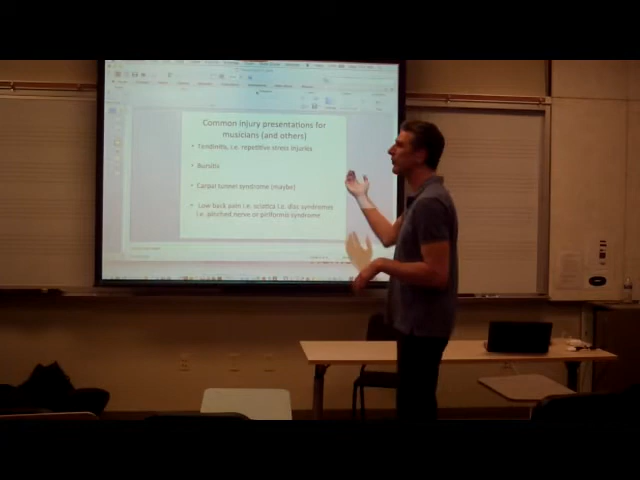 Common injury presentations for
musicians (and others)
• Tendinitis, i.e. repetitive stress injuries
• Bursitis
• Carpal tunnel syndrome (maybe)
• Low back pain i.e. sciatica i.e. disc syndromes
i.e. pinched nerve or piriformis syndrome